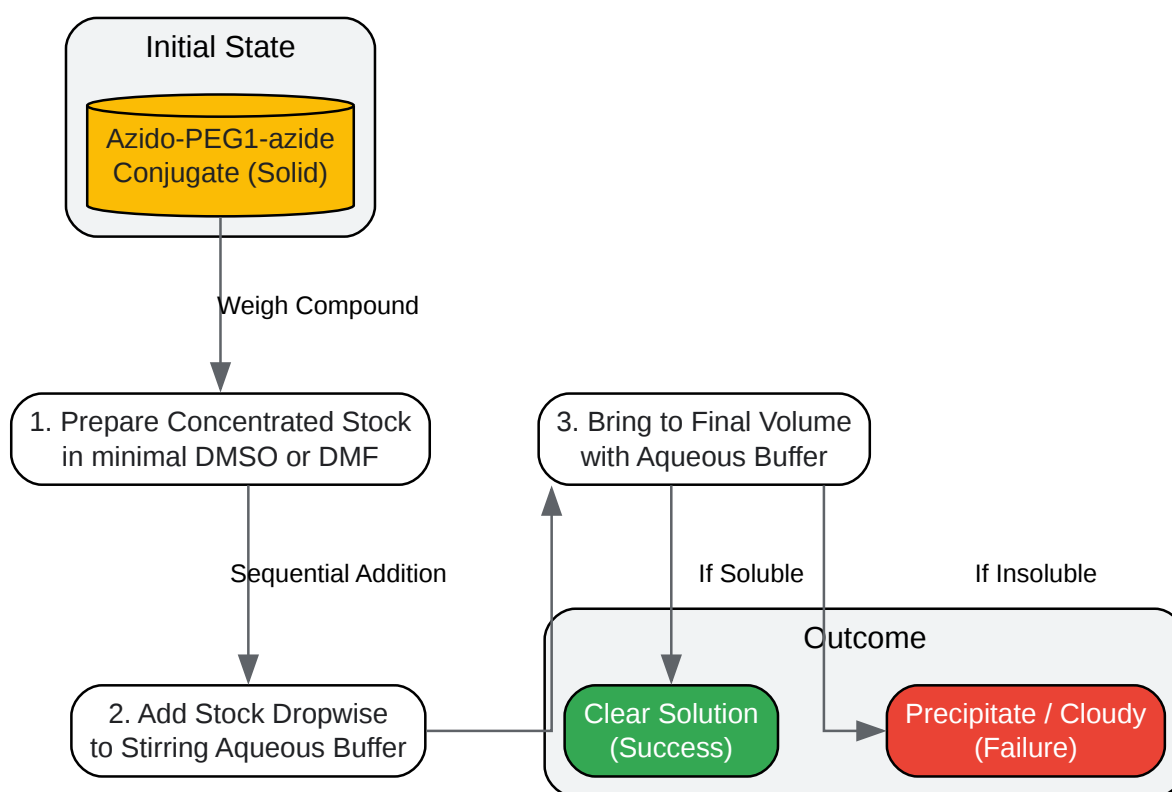 Initial State
Azido-PEG1-azide
Conjugate (Solid)
Weigh Compound
1. Prepare Concentrated Stock
in minimal DMSO or DMF
Sequential Addition
2. Add Stock Dropwise
to Stirring Aqueous Buffer
3. Bring to Final Volume
with Aqueous Buffer
If Soluble
If Insoluble
Outcome
Clear Solution
(Success)
Precipitate / Cloudy
(Failure)